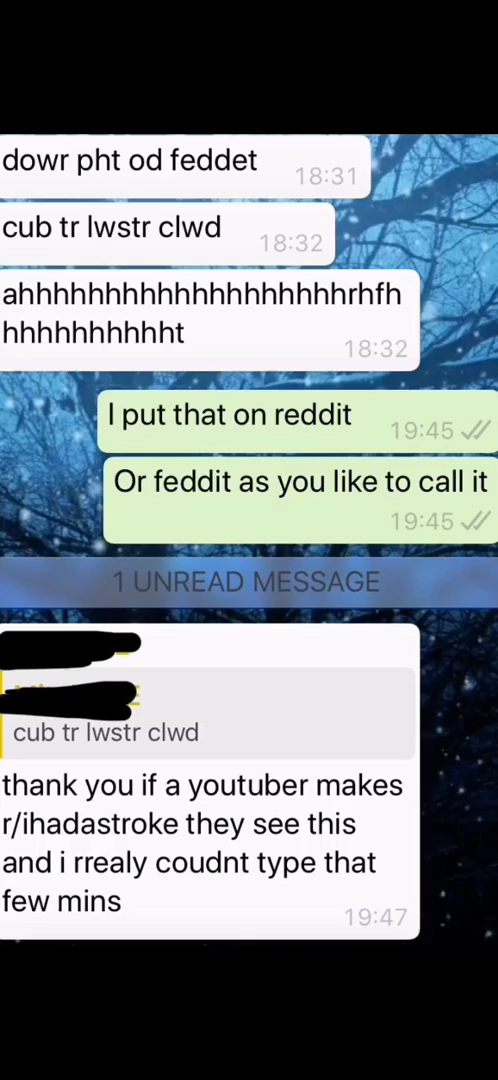 dowr pht od feddet
18:31
cub tr lwstr clwd
18:32
ahhhhhhhhhhhhhhhhhhhhrhfh
hhhhhhhhhhht
18:32
I put that on reddit
19:45
Or feddit as you like to call it
19:45
1 UNREAD MESSAGE
cub tr lwstr clwd
thank you if a youtuber makes
r/ihadastroke they see this
and i rrealy coudnt type that
few mins
19:47